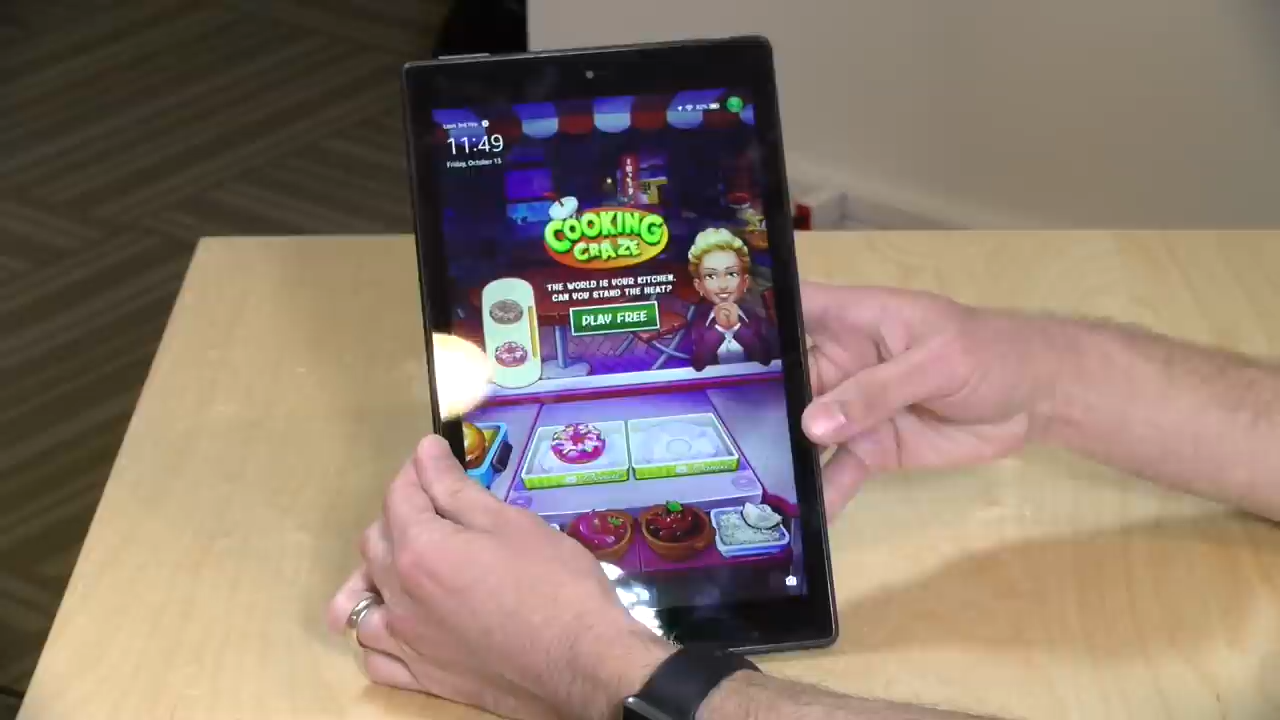 11:49
Friday, October 13
COOKING
CRAZE
THE WORLD IS YOUR KITCHEN.
CAN YOU STAND THE HEAT?
PLAY FREE